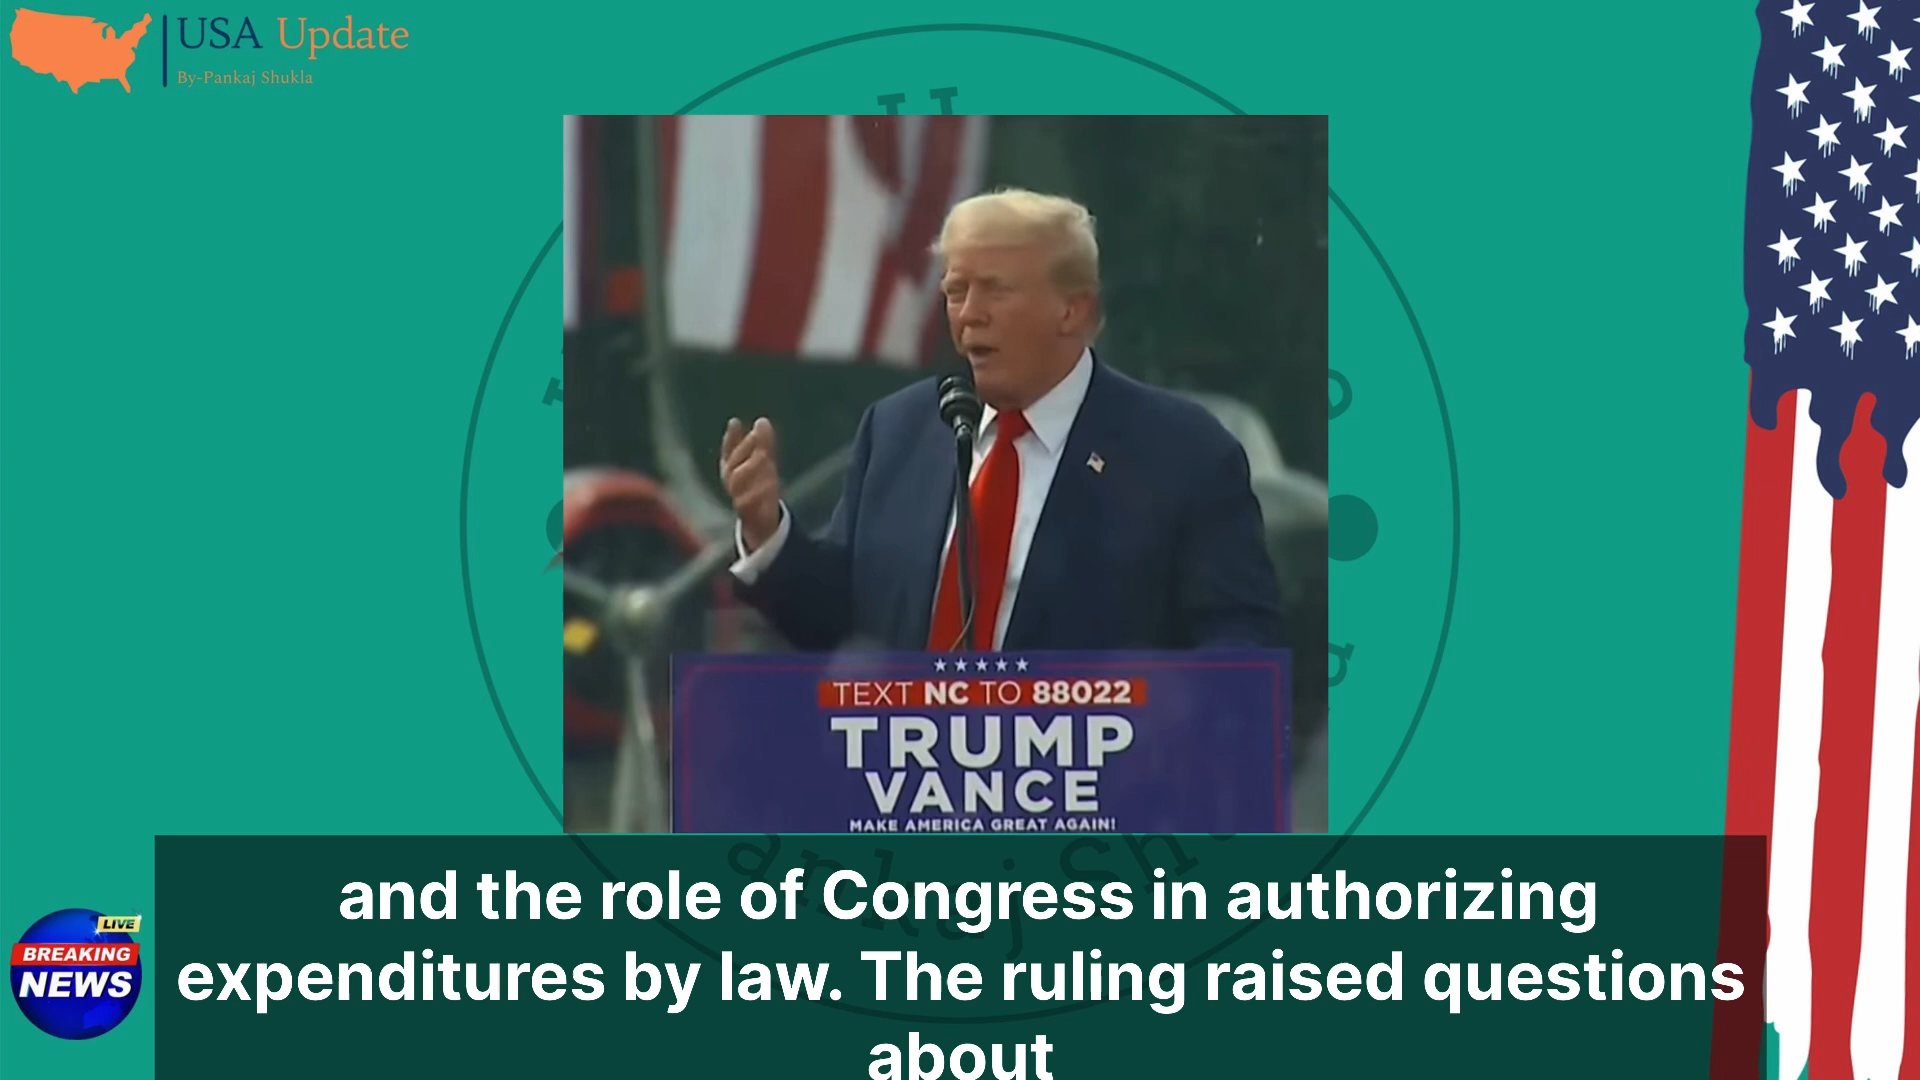 USA Update
By-Pankaj Shukla
TEXT NC TO 88022
TRUMP
VANCE
MAKE AMERICA GREAT AGAIN!
and the role of Congress in authorizing
expenditures by law. The ruling raised questions
about
LIVE
BREAKING
NEWS